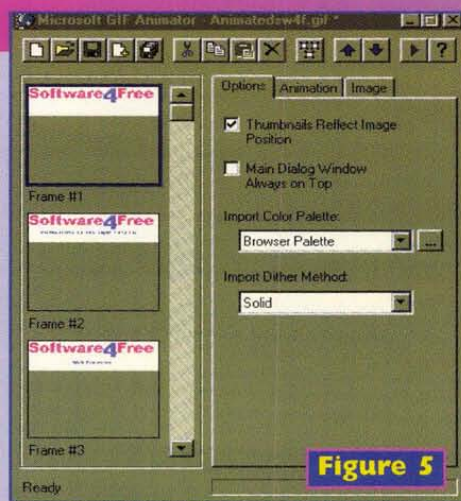 Microsoft GIF Animator - Animatedsw4f.gif *
Software4Free
Frame #1
Frame #2
Software4Free
Web Resources
Frame #3
Options
Animation
Image
Thumbnails Reflect Image
Position
Main Dialog Window
Always on Top
Import Color Palette:
Browser Palette
...
Import Dither Method:
Solid
Ready
Figure 5